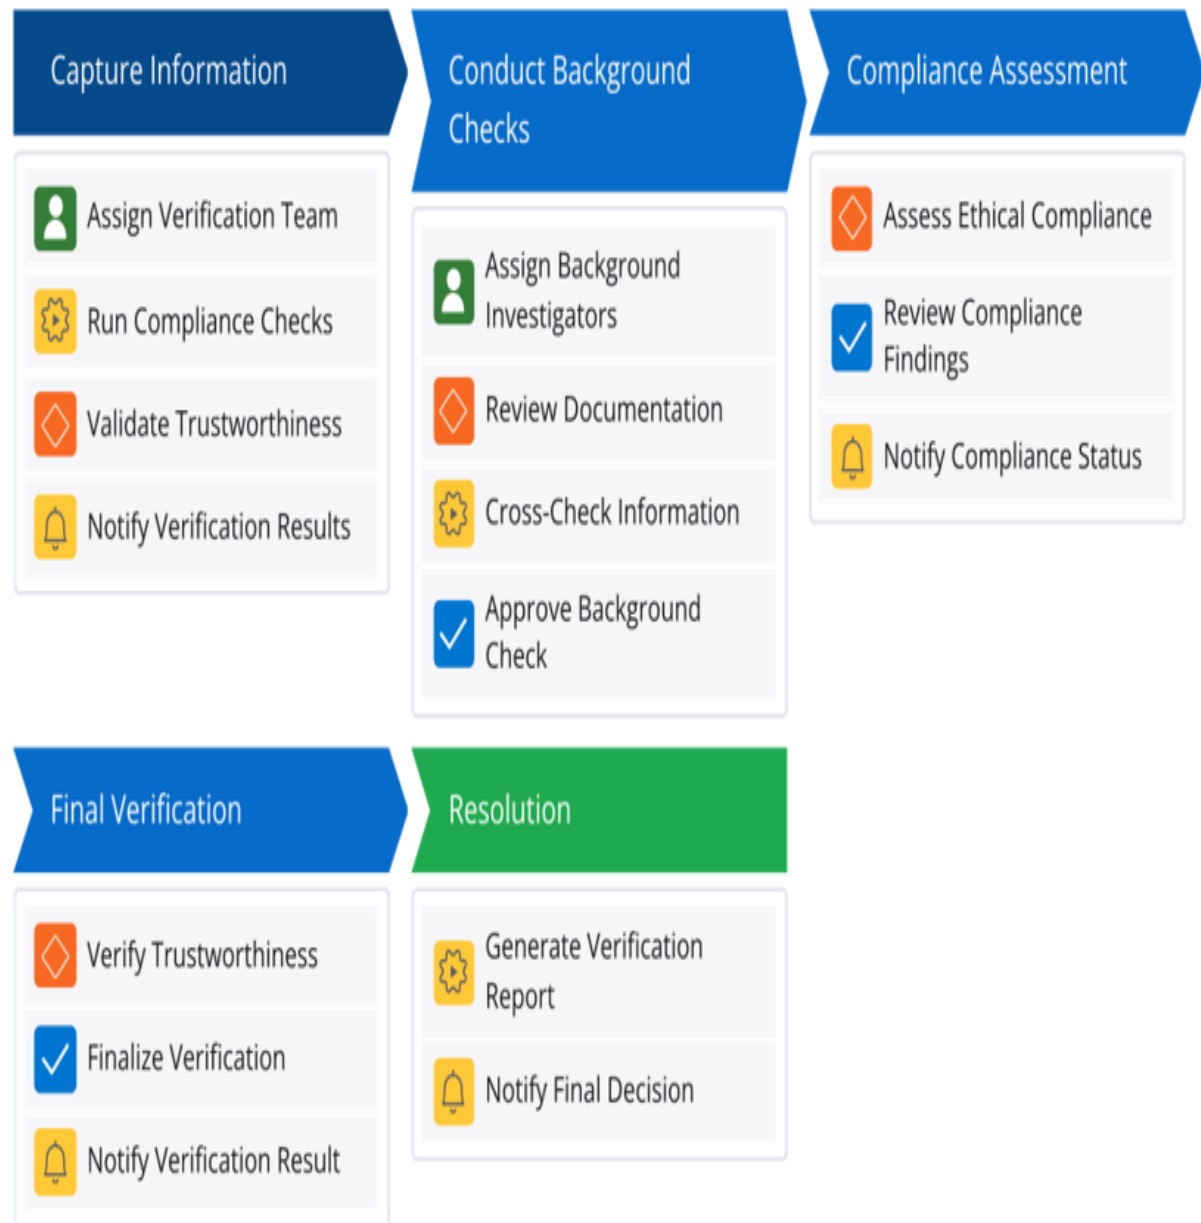 Capture Information
Assign Verification Team
Run Compliance Checks
Validate Trustworthiness
Notify Verification Results
Conduct Background
Checks
Assign Background
Investigators
Review Documentation
Cross-Check Information
Approve Background
Check
Compliance Assessment
Assess Ethical Compliance
Review Compliance
Findings
Notify Compliance Status
Final Verification
Verify Trustworthiness
Finalize Verification
Notify Verification Result
Resolution
Generate Verification
Report
Notify Final Decision